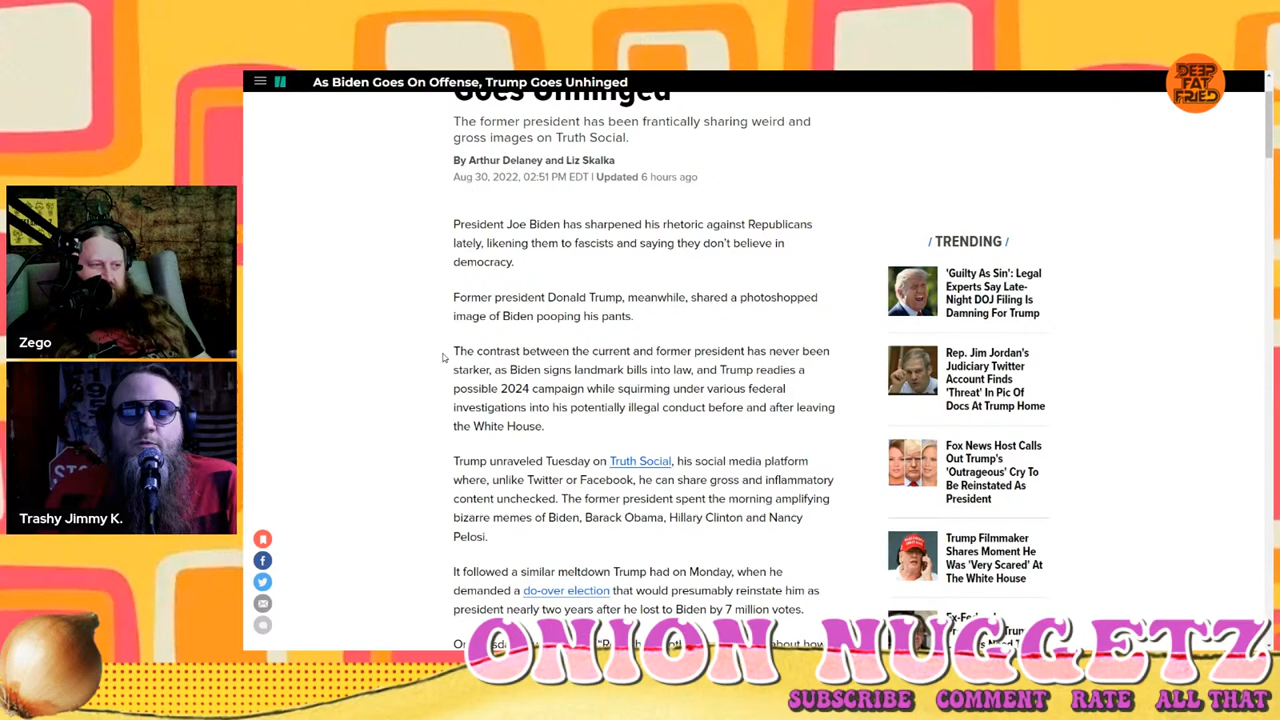 As Biden Goes On Offense, Trump Goes Unhinged
Goes Unhinged
DEEP
FAT
FRIED
The former president has been frantically sharing weird and
gross images on Truth Social.
By Arthur Delaney and Liz Skalka
Aug 30, 2022, 02:51 PM EDT | Updated 6 hours ago
President Joe Biden has sharpened his rhetoric against Republicans
lately, likening them to fascists and saying they don't believe in
democracy.
Former president Donald Trump, meanwhile, shared a photoshopped
image of Biden pooping his pants.
The contrast between the current and former president has never been
starker, as Biden signs landmark bills into law, and Trump readies a
possible 2024 campaign while squirming under various federal
investigations into his potentially illegal conduct before and after leaving
the White House.
Trump unraveled Tuesday on Truth Social, his social media platform
where, unlike Twitter or Facebook, he can share gross and inflammatory
content unchecked. The former president spent the morning amplifying
bizarre memes of Biden, Barack Obama, Hillary Clinton and Nancy
Pelosi.
It followed a similar meltdown Trump had on Monday, when he
demanded a do-over election that would presumably reinstate him as
president nearly two years after he lost to Biden by 7 million votes.
/ TRENDING /
'Guilty As Sin': Legal
Experts Say Late-
Night DOJ Filing Is
Damning For Trump
Rep. Jim Jordan's
Judiciary Twitter
Account Finds
'Threat' In Pic Of
Docs At Trump Home
Fox News Host Calls
Out Trump's
'Outrageous' Cry To
Be Reinstated As
President
Trump Filmmaker
Shares Moment He
Was 'Very Scared' At
The White House
Zego
STOP
Trashy Jimmy K.
ONION NUGGETZ
SUBSCRIBE COMMENT RATE ALL THAT